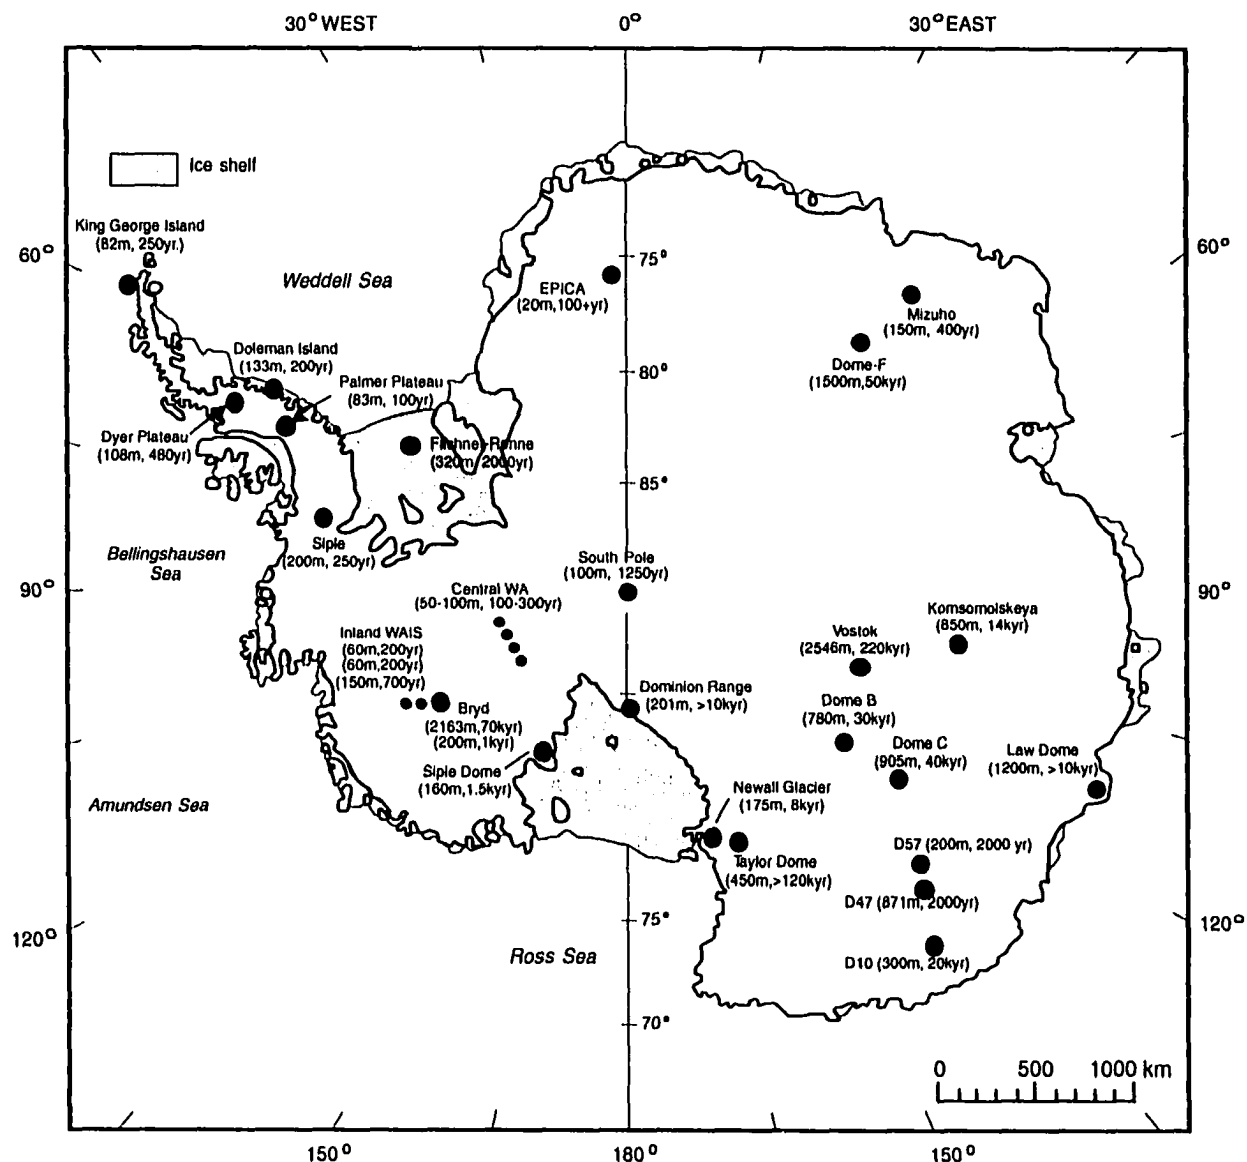 30° WEST
0°
30° EAST
Ice shelf
King George Island
(82m, 250yr.)
60°
60°
Weddell Sea
75°
EPICA
(20m,100+yr)
Mizuho
(150m, 400yr)
Doleman Island
(133m, 200yr)
80°
Dome-F
(1500m,50kyr)
Palmer Plateau
(83m, 100yr)
Dyer Plateau
(108m, 480yr)
Filchner-Ronne
(320m, 2000yr)
85°
Siple
(200m, 250yr)
Bellingshausen
Sea
South Pole
(100m, 1250yr)
90°
90°
Central WA
(50-100m, 100-300yr)
Komsomolskeya
(850m, 14kyr)
Vostok
(2546m, 220kyr)
Inland WAIS
(60m,200yr)
(60m,200yr)
(150m,700yr)
Dominion Range
(201m, >10kyr)
Dome B
(780m, 30kyr)
Bryd
(2163m,70kyr)
(200m,1kyr)
Dome C
(905m, 40kyr)
Law Dome
(1200m, >10kyr)
Siple Dome
(160m,1.5kyr)
Newall Glacier
(175m, 8kyr)
Amundsen Sea
D57 (200m, 2000 yr)
Taylor Dome
(450m,>120kyr)
D47 (871m, 2000yr)
75°
120°
120°
Ross Sea
D10 (300m, 20kyr)
70°
0 500 1000 km
150°
180°
150°